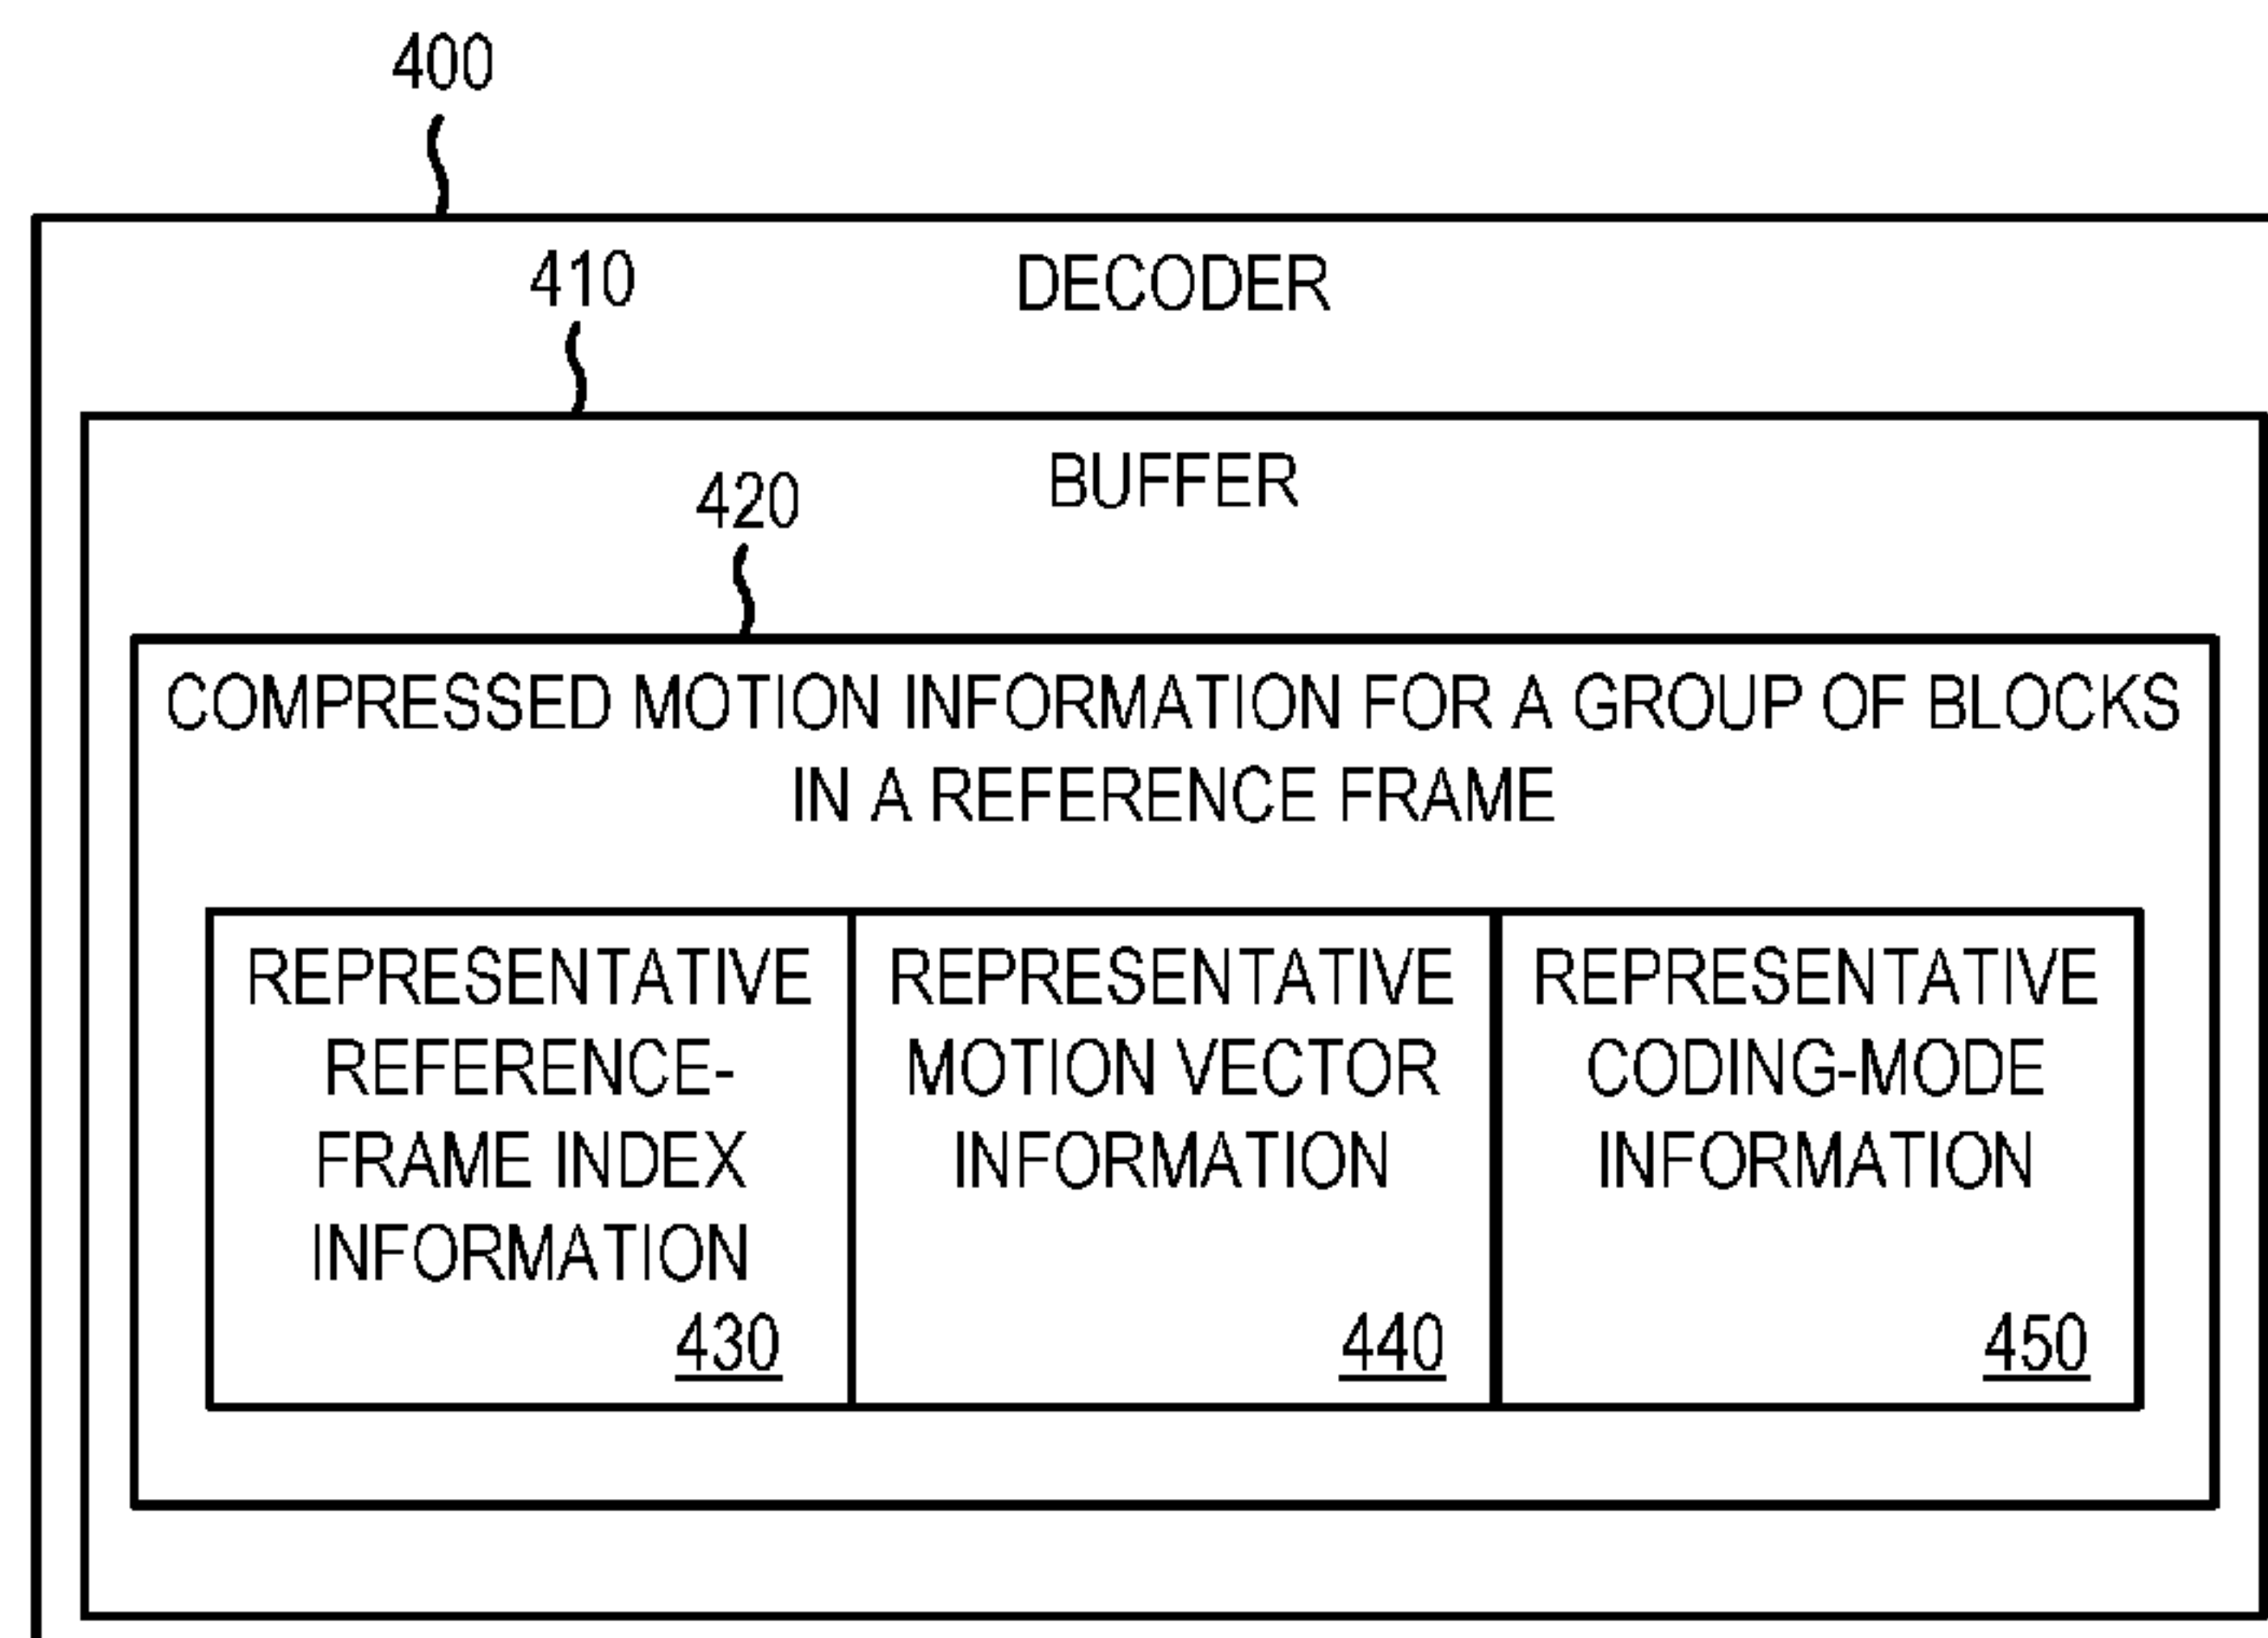 400
410
DECODER
420
BUFFER
COMPRESSED MOTION INFORMATION FOR A GROUP OF BLOCKS
IN A REFERENCE FRAME
REPRESENTATIVE
REFERENCE-
FRAME INDEX
INFORMATION
430
REPRESENTATIVE
MOTION VECTOR
INFORMATION
440
REPRESENTATIVE
CODING-MODE
INFORMATION
450